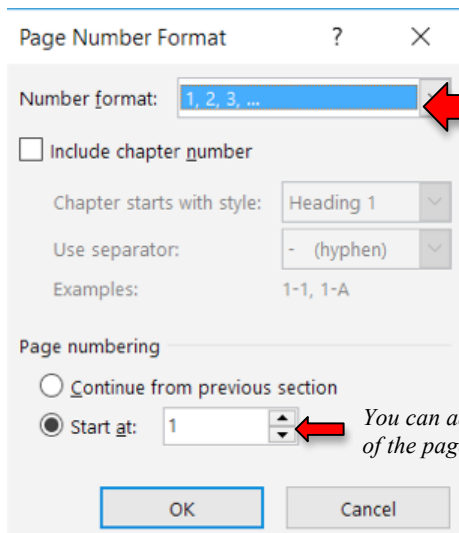 Page Number Format ? ×
Number format: 1, 2, 3, ...
Include chapter number
Chapter starts with style: Heading 1
Use separator: - (hyphen)
Examples: 1-1, 1-A
Page numbering
Continue from previous section
Start at: 1
You can
of the
OK Cancel